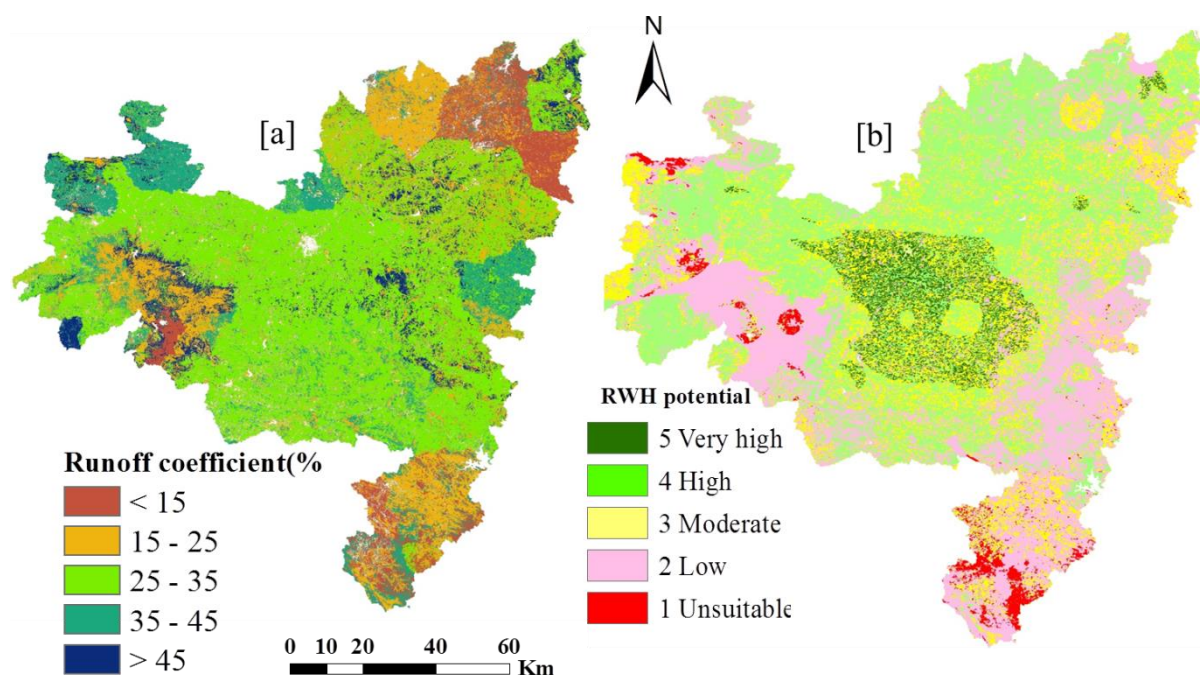 N
[a]
[b]
Runoff coefficient(%
< 15
15 - 25
25 - 35
35 - 45
> 45
0 10 20 40 60
Km
RWH potential
5 Very high
4 High
3 Moderate
2 Low
1 Unsuitable